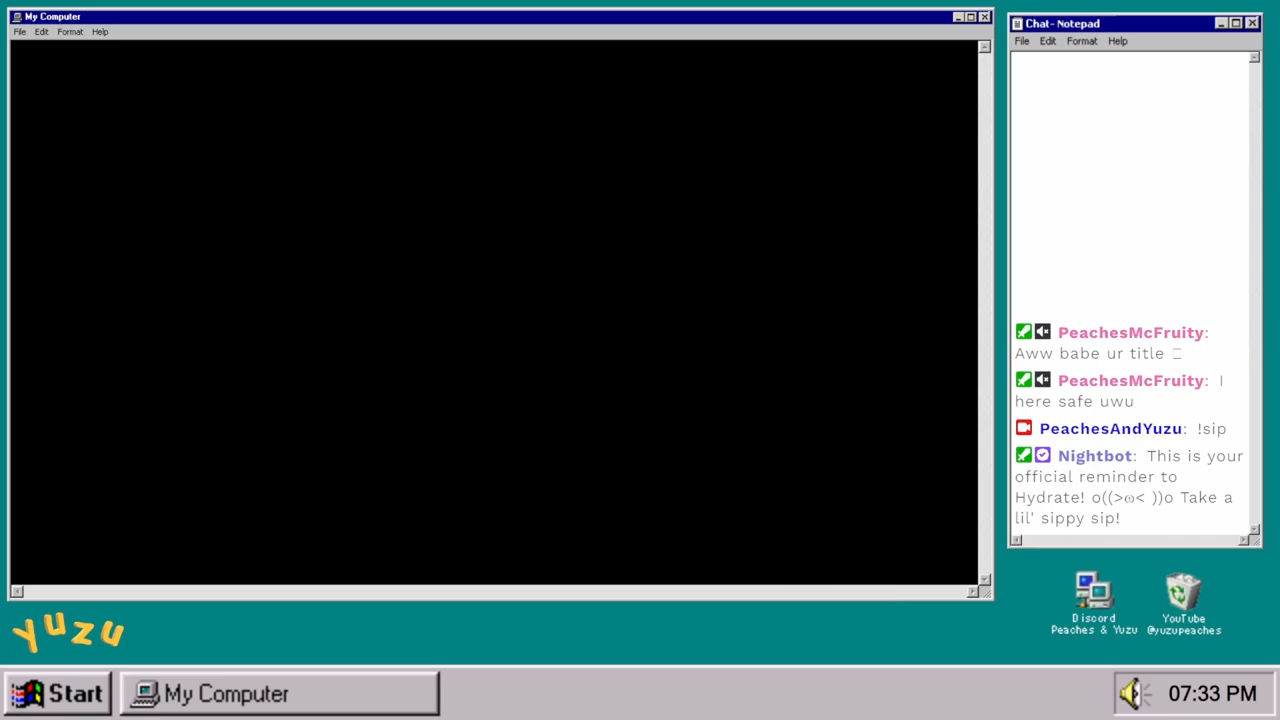 My Computer
File Edit Format Help
Chat- Notepad
File Edit Format Help
PeachesMcFruity:
Aww babe ur title
PeachesMcFruity: I
here safe uwu
PeachesAndYuzu: !sip
Nightbot: This is your
official reminder to
Hydrate! o((>ω< ))o Take a
lil' sippy sip!
Discord
Peaches & Yuzu
YouTube
@yuzupeaches
yuzu
Start
My Computer
07:33 PM